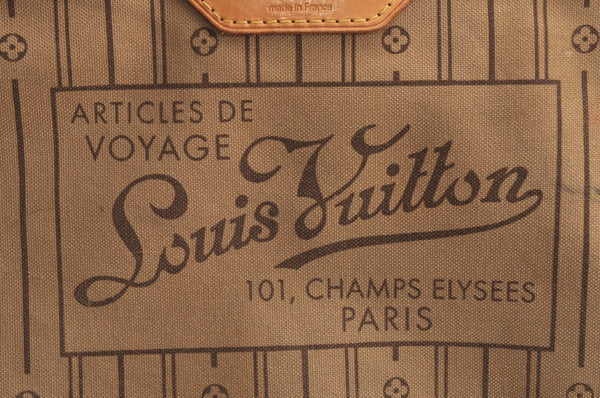 made in France
ARTICLES DE
VOYAGE
Louis Vuitton
101, CHAMPS ELYSEES
PARIS